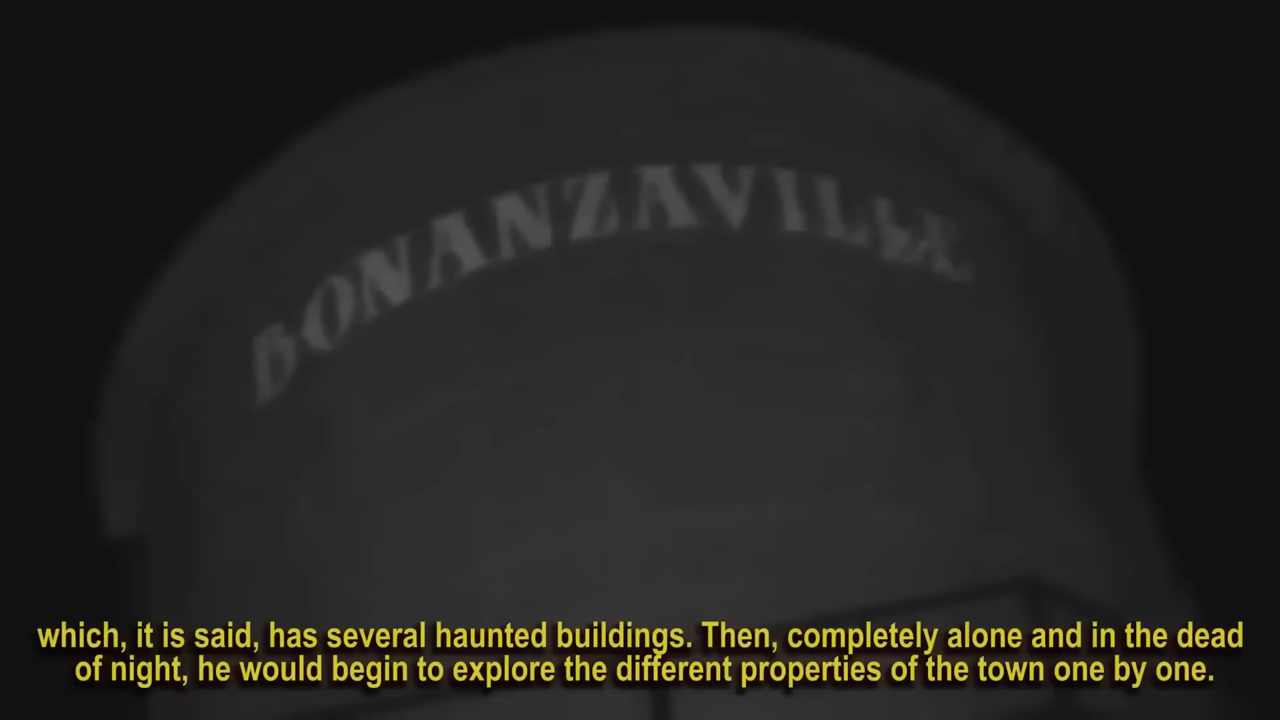 BONANZAVILLE
which, it is said, has several haunted buildings. Then, completely alone and in the dead
of night, he would begin to explore the different properties of the town one by one.